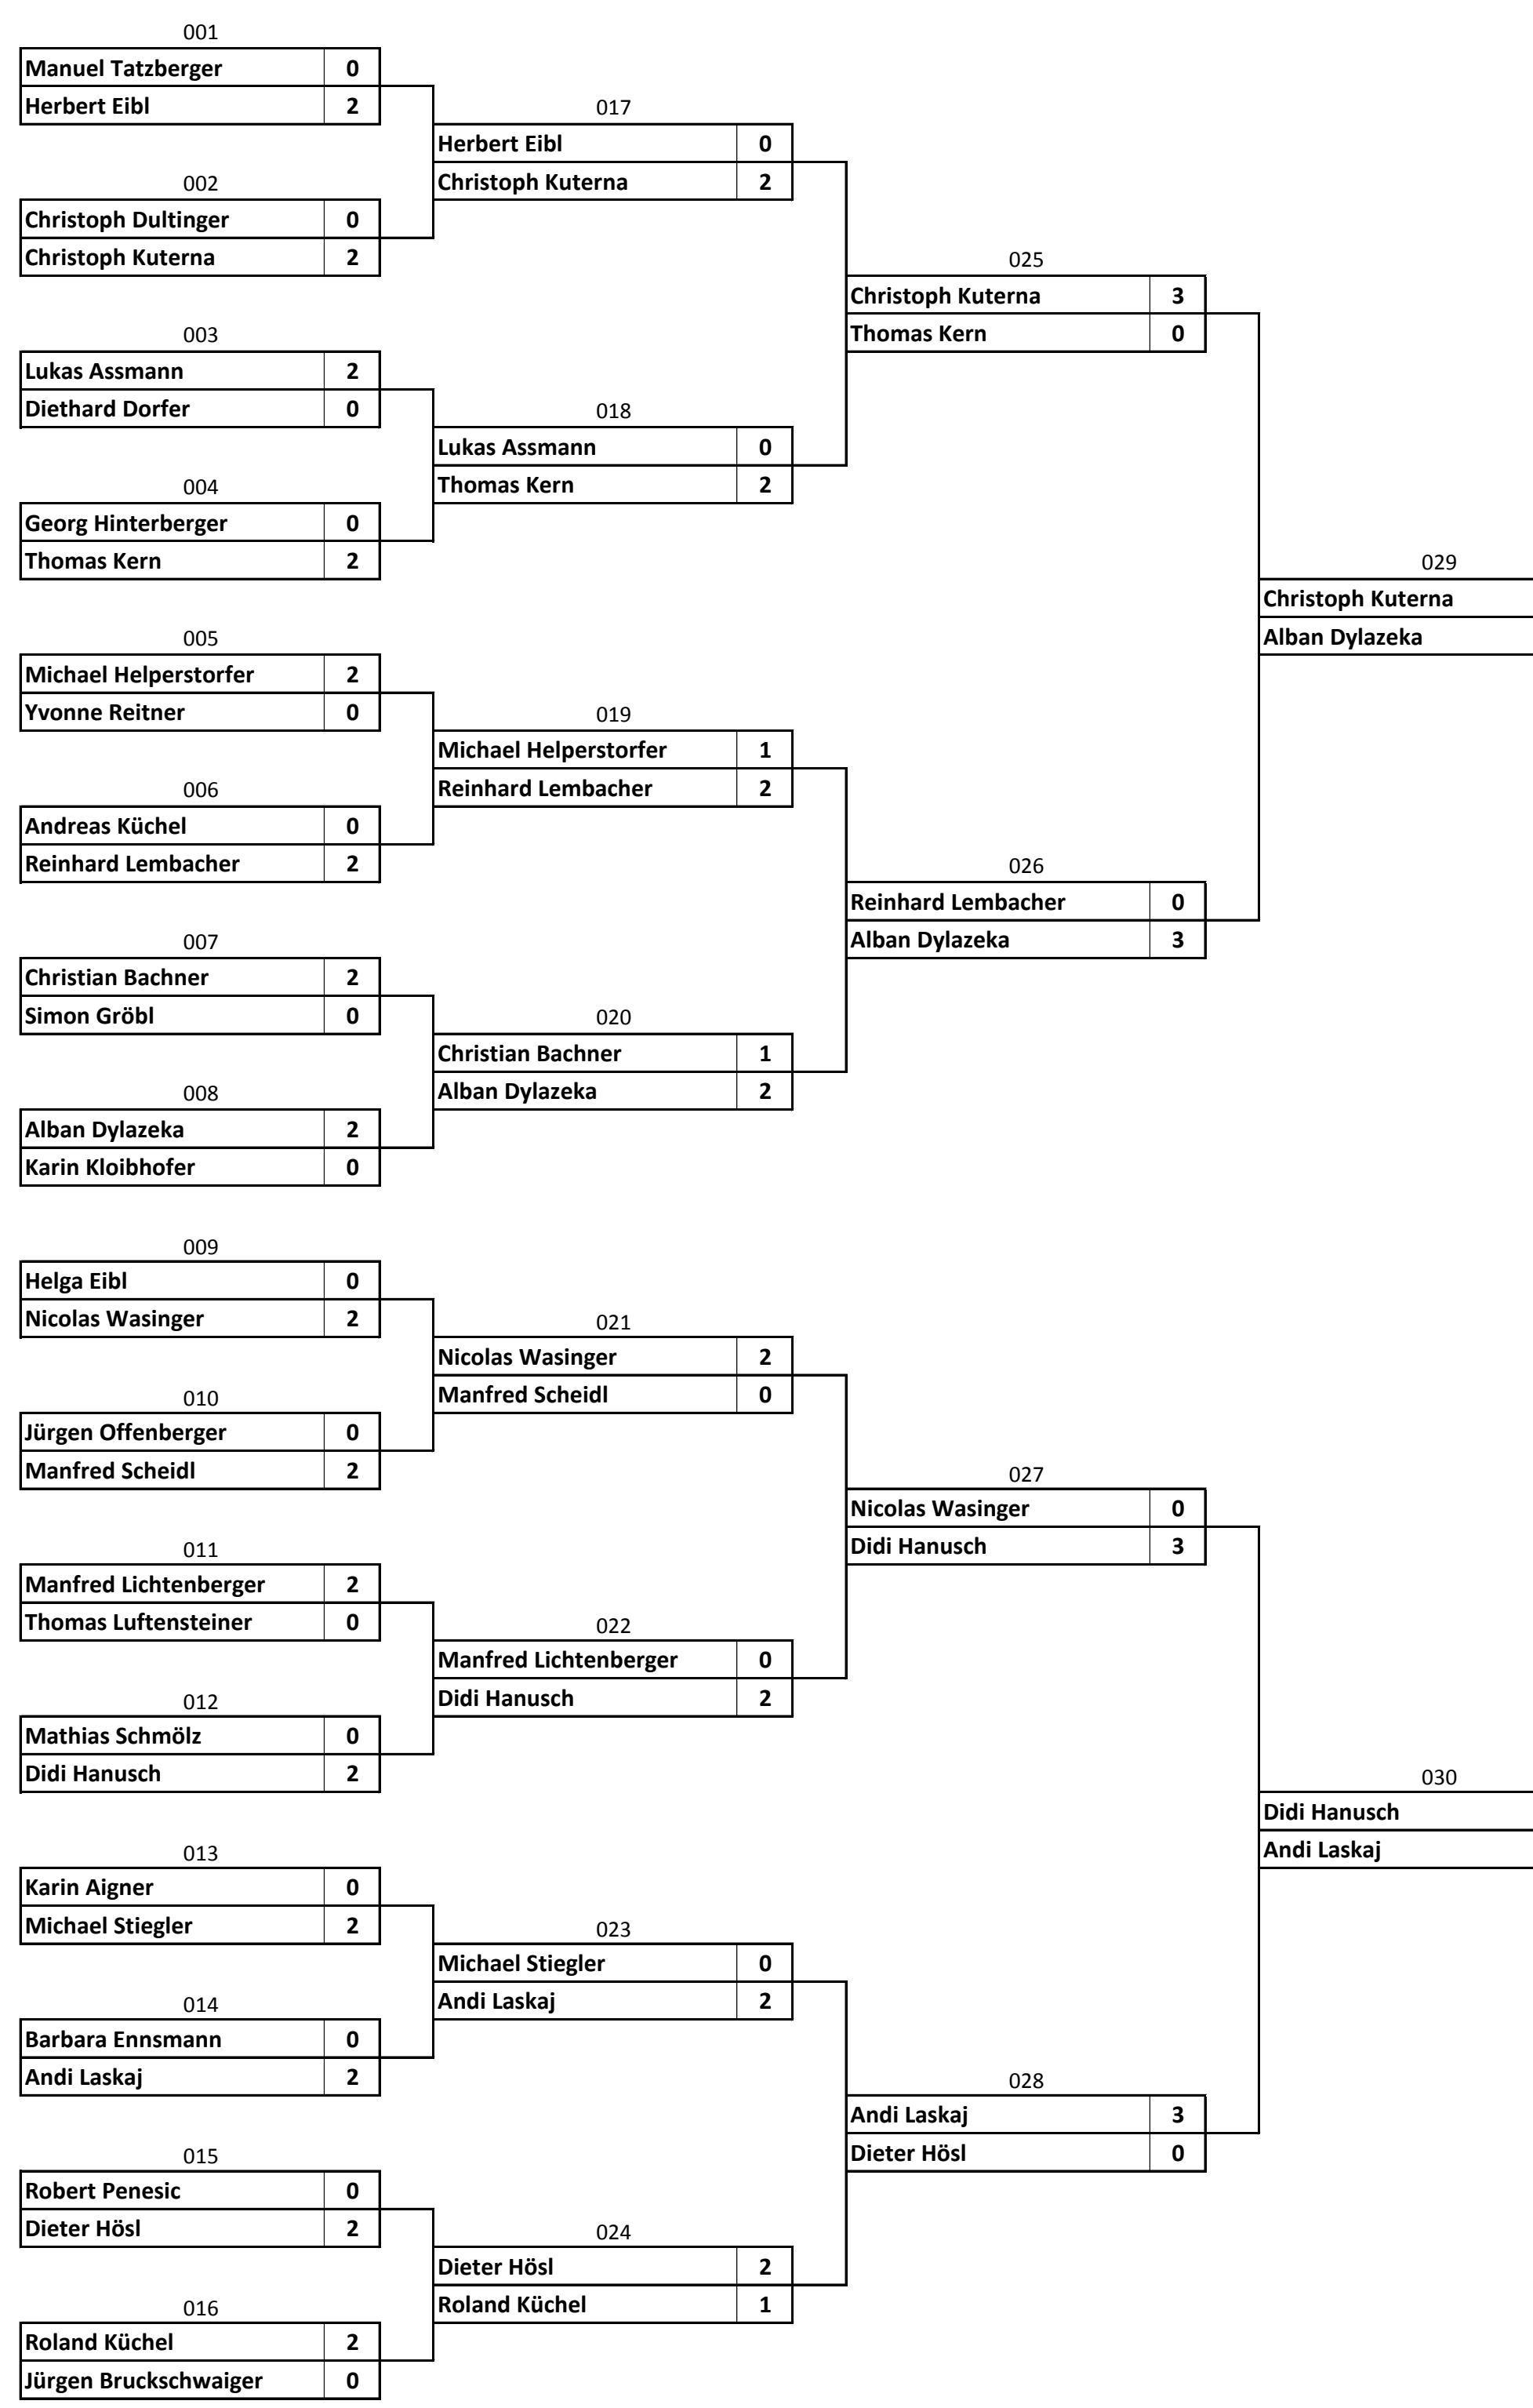 001
Manuel Tatzberger 0
Herbert Eibl 2
002
Christoph Dultinger 0
Christoph Kuterna 2
003
Lukas Assmann 2
Diethard Dorfer 0
004
Georg Hinterberger 0
Thomas Kern 2
005
Michael Helperstorfer 2
Yvonne Reitner 0
006
Andreas Küchel 0
Reinhard Lembacher 2
007
Christian Bachner 2
Simon Gröbl 0
008
Alban Dylazeka 2
Karin Kloibhofer 0
009
Helga Eibl 0
Nicolas Wasinger 2
010
Jürgen Offenberger 0
Manfred Scheidl 2
011
Manfred Lichtenberger 2
Thomas Luftensteiner 0
012
Mathias Schmölz 0
Didi Hanusch 2
013
Karin Aigner 0
Michael Stiegler 2
014
Barbara Ennsmann 0
Andi Laskaj 2
015
Robert Penesic 0
Dieter Hösl 2
016
Roland Küchel 2
Jürgen Bruckschwaiger 0
017
Herbert Eibl 0
Christoph Kuterna 2
018
Lukas Assmann 0
Thomas Kern 2
019
Michael Helperstorfer 1
Reinhard Lembacher 2
020
Christian Bachner 1
Alban Dylazeka 2
021
Nicolas Wasinger 2
Manfred Scheidl 0
022
Manfred Lichtenberger 0
Didi Hanusch 2
023
Michael Stiegler 0
Andi Laskaj 2
024
Dieter Hösl 2
Roland Küchel 1
025
Christoph Kuterna 3
Thomas Kern 0
026
Reinhard Lembacher 0
Alban Dylazeka 3
027
Nicolas Wasinger 0
Didi Hanusch 3
028
Andi Laskaj 3
Dieter Hösl 0
029
Christoph Kuterna
Alban Dylazeka
030
Didi Hanusch
Andi Laskaj